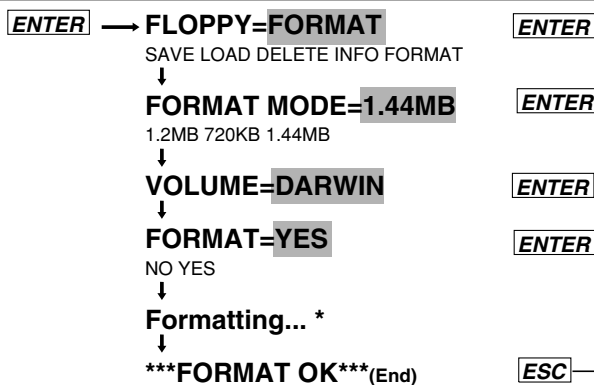 ENTER FLOPPY=FORMAT ENTER
SAVE LOAD DELETE INFO FORMAT
FORMAT MODE=1.44MB ENTER
1.2MB 720KB 1.44MB
VOLUME=DARWIN ENTER
FORMAT=YES ENTER
NO YES
Formatting... *
***FORMAT OK***(End) ESC